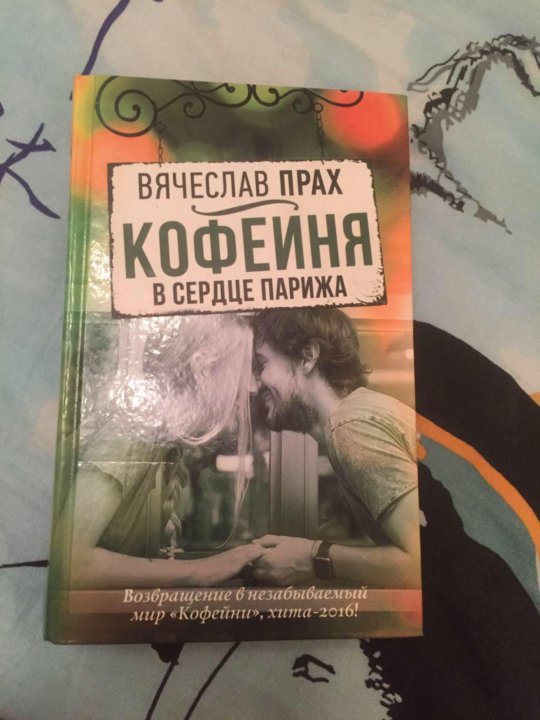 ВЯЧЕСЛАВ ПРАХ
КОФЕЙНЯ
В СЕРДЦЕ ПАРИЖА
Возвращение в незабываемый
мир «Кофейни», хита-2016!